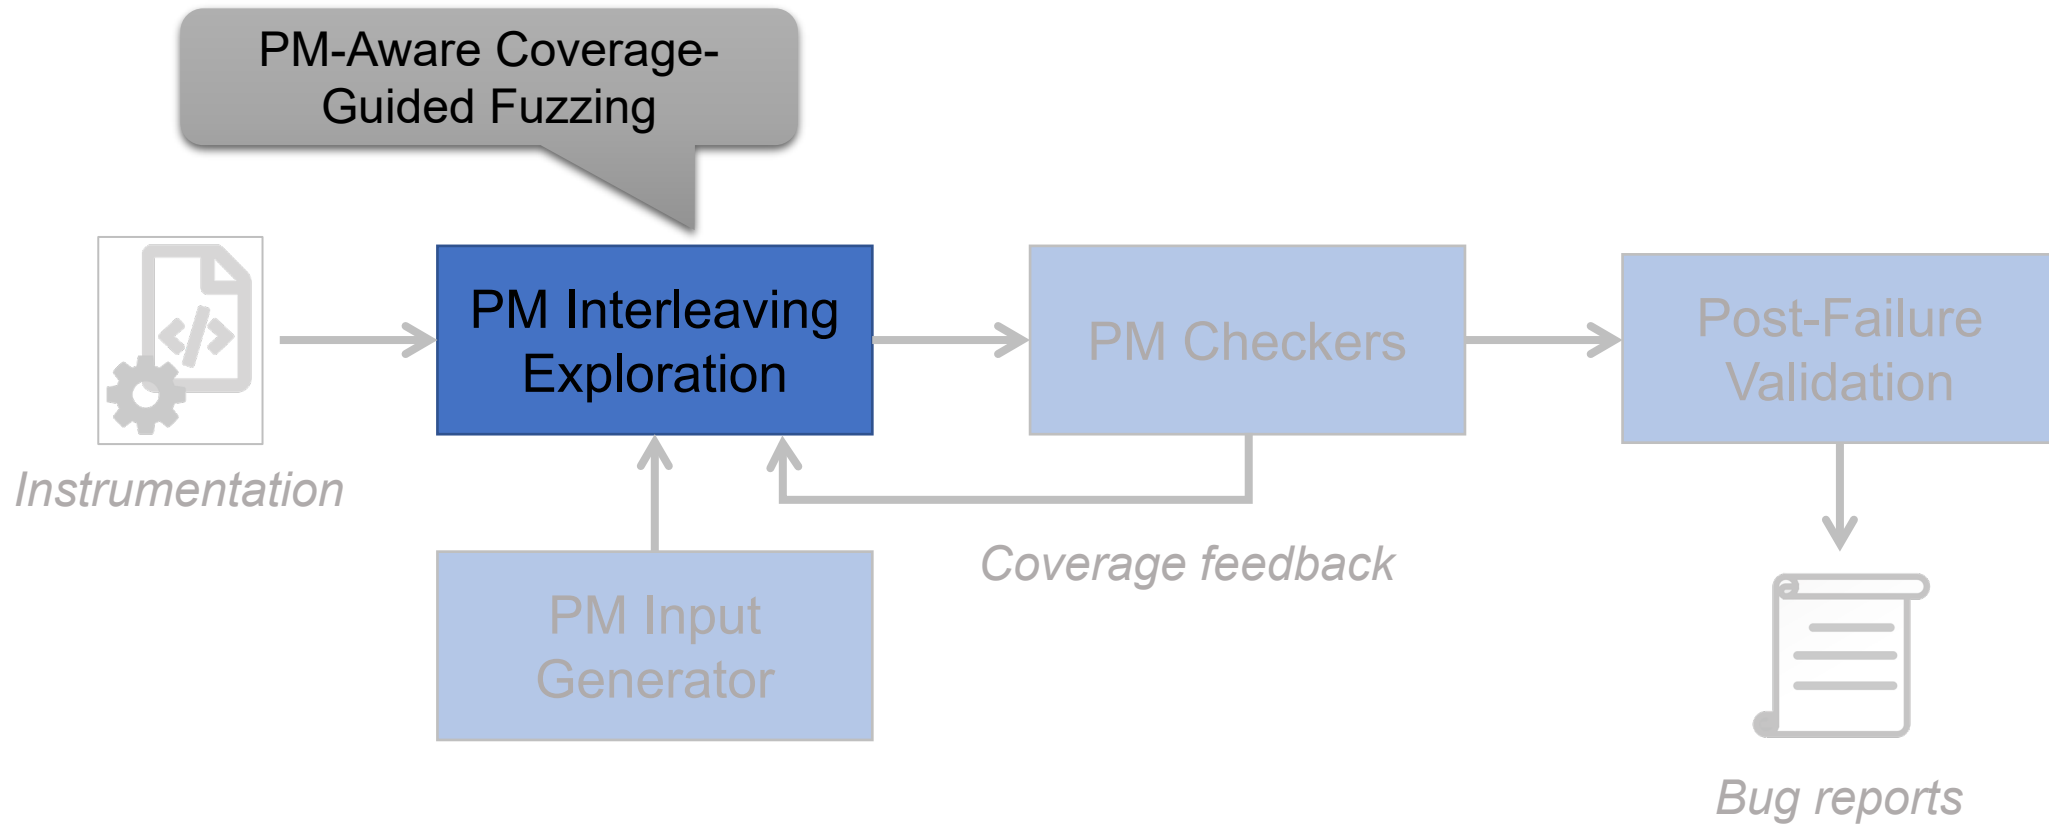 PM-Aware Coverage-
Guided Fuzzing
PM Interleaving
Exploration
PM Checkers
Post-Failure
Validation
Instrumentation
Coverage feedback
PM Input
Generator
Bug reports